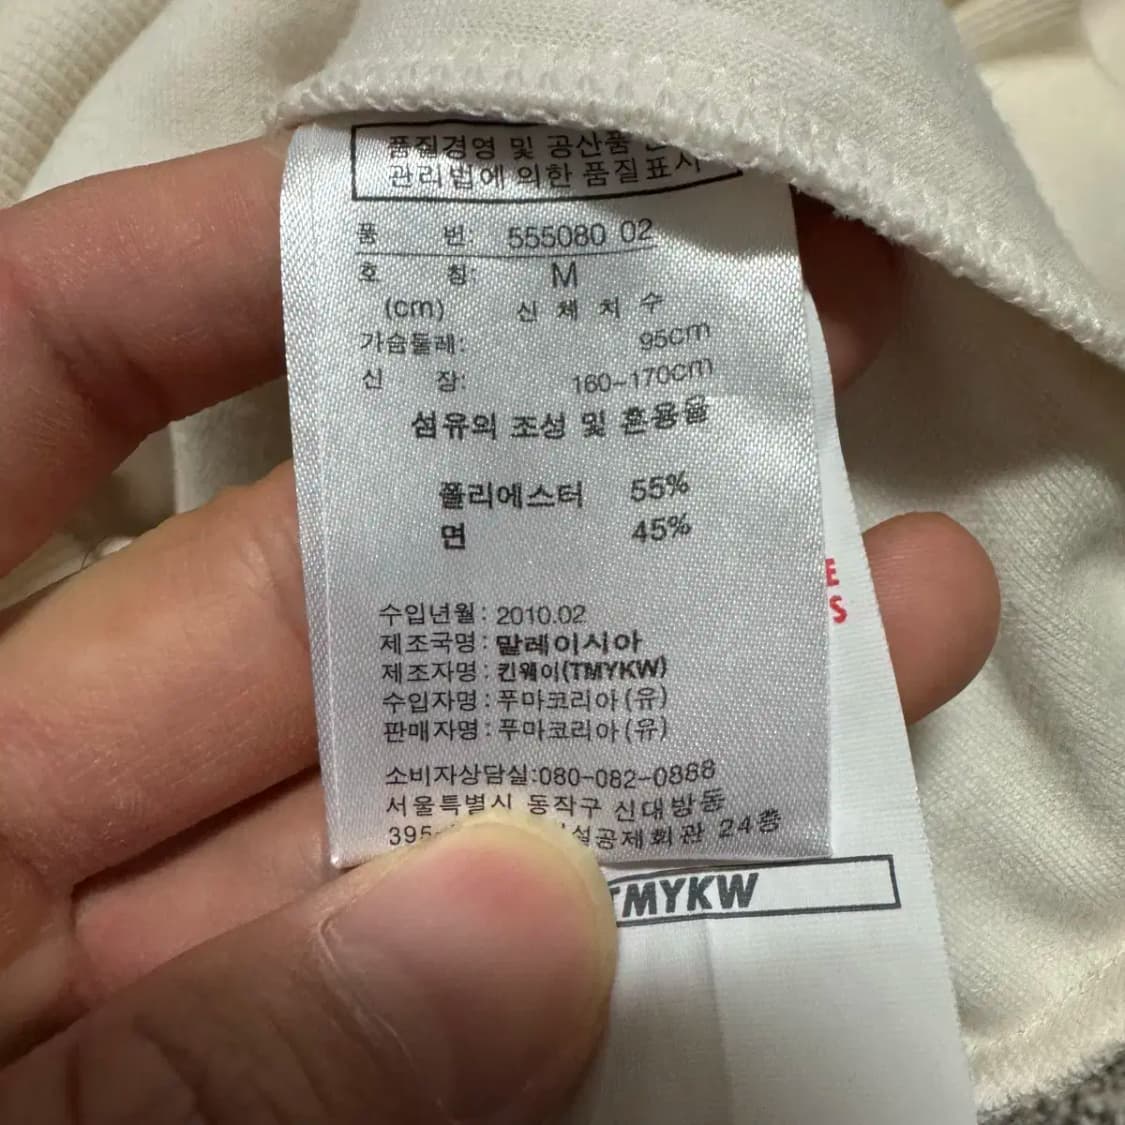 품질경영 및 공산품
관리법에 의한 품질표시
품 번: 555080 02
호 칭: M
(cm) 신 체 치 수
가슴둘레: 95cm
신 장: 160~170cm
섬유의 조성 및 혼용율
폴리에스터 55%
면 45%
수입년월: 2010.02
제조국명: 말레이시아
제조자명: 킨웨이(TMYKW)
수입자명: 푸마코리아(유)
판매자명: 푸마코리아(유)
소비자상담실:080-082-0888
서울특별시 동작구 신대방동
395- 설공제회관 24층
TMYKW
E
S